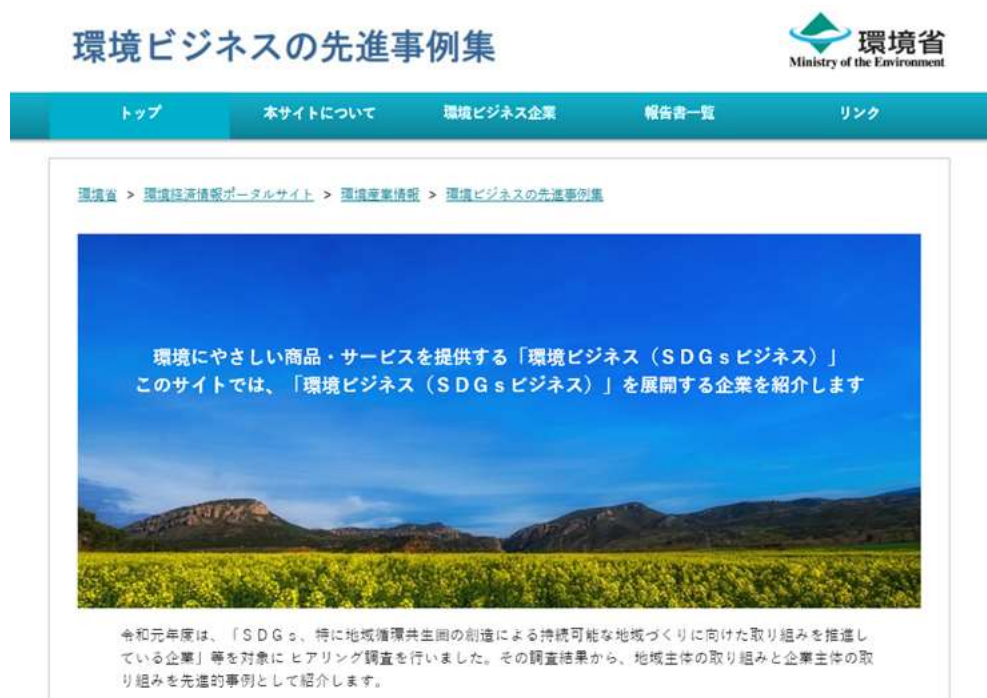 環境ビジネスの先進事例集
環境省
Ministry of the Environment
トップ 本サイトについて 環境ビジネス企業 報告書一覧 リンク
環境省 > 環境経済情報ポータルサイト > 環境産業情報 > 環境ビジネスの先進事例集
環境にやさしい商品・サービスを提供する「環境ビジネス（ＳＤＧｓビジネス）」
このサイトでは、「環境ビジネス（ＳＤＧｓビジネス）」を展開する企業を紹介します
令和元年度は、「ＳＤＧｓ、特に地域循環共生圏の創造による持続可能な地域づくりに向けた取り組みを推進し
ている企業」等を対象に ヒアリング調査を行いました。その調査結果から、地域主体の取り組みと企業主体の取
り組みを先進的事例として紹介します。